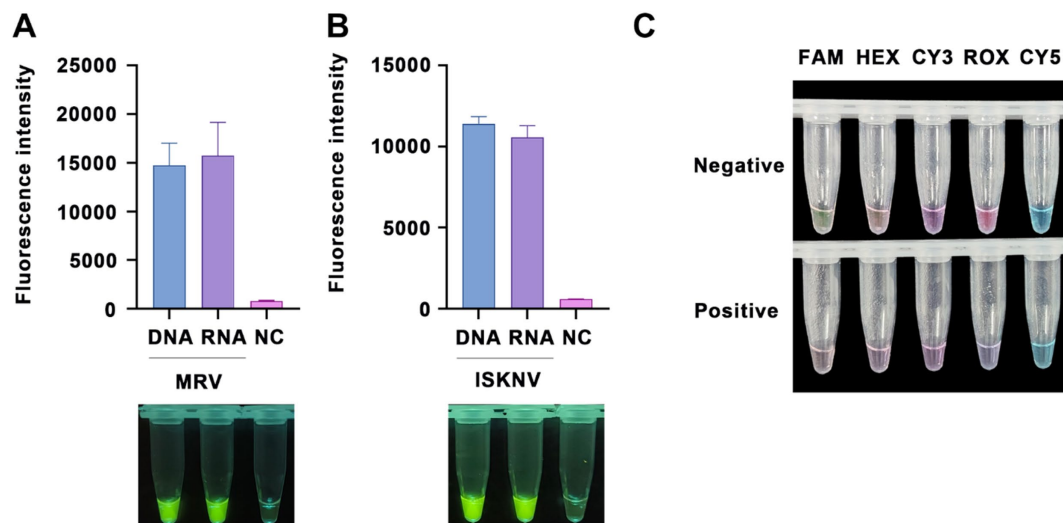 A
Fluorescence intensity
25000
20000
15000
10000
5000
0
DNA RNA NC
MRV
B
Fluorescence intensity
15000
10000
5000
0
DNA RNA NC
ISKNV
C
FAM HEX CY3 ROX CY5
Negative
Positive